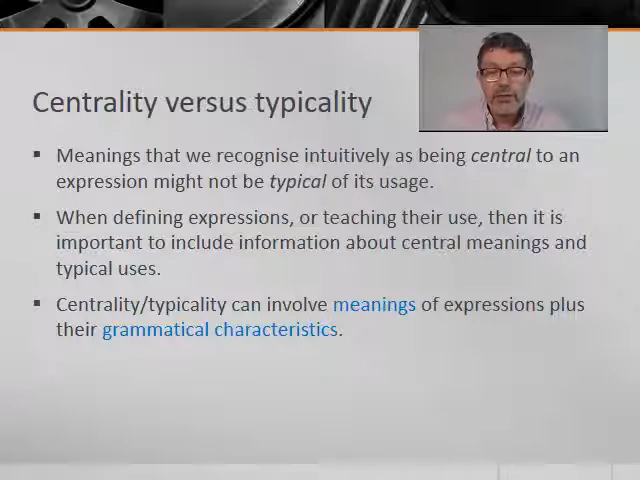 Centrality versus typicality
▪ Meanings that we recognise intuitively as being central to an
expression might not be typical of its usage.
▪ When defining expressions, or teaching their use, then it is
important to include information about central meanings and
typical uses.
▪ Centrality/typicality can involve meanings of expressions plus
their grammatical characteristics.